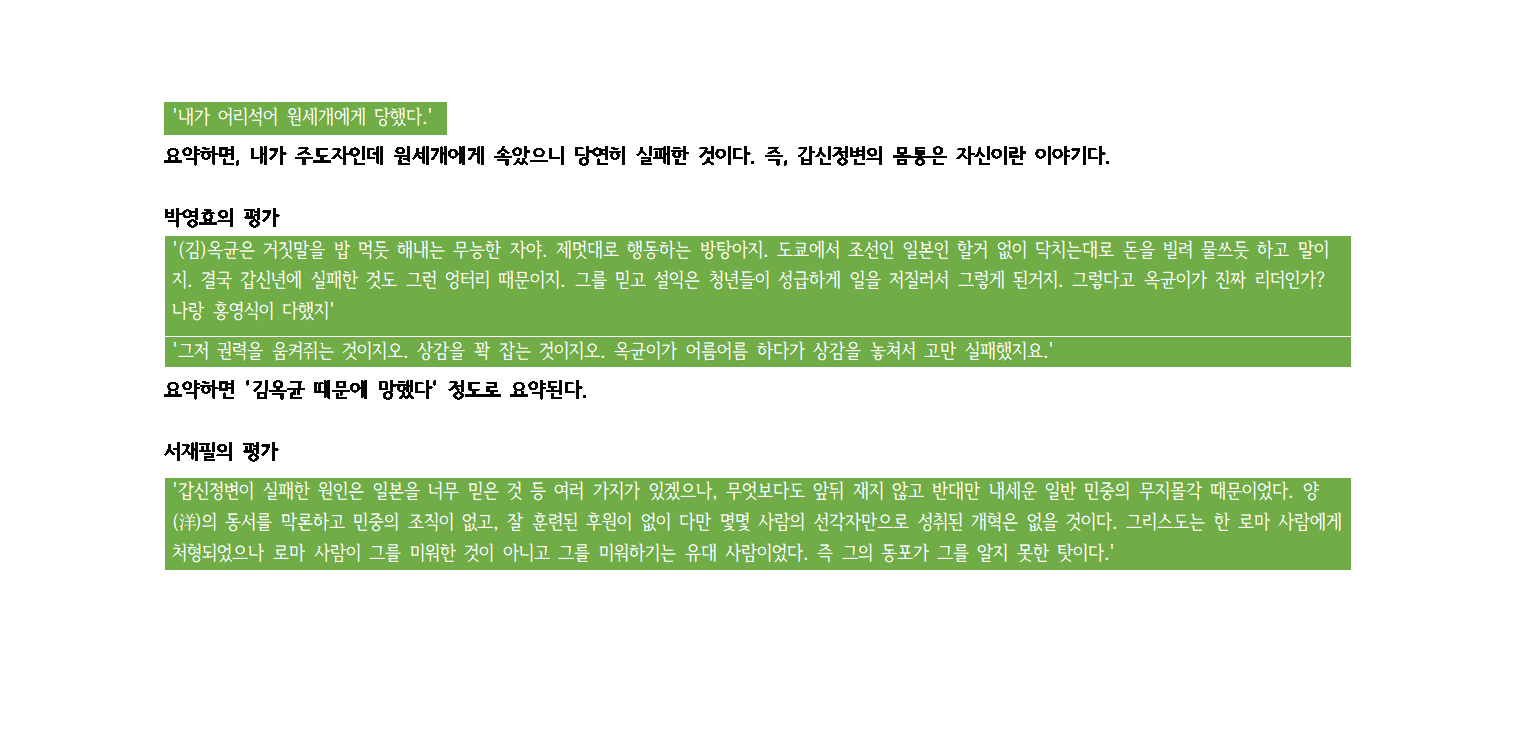 '내가 어리석어 원세개에게 당했다.'
요약하면, 내가 주도자인데 원세개에게 속았으니 당연히 실패한 것이다. 즉, 갑신정변의 몸통은 자신이란 이야기다.
박영효의 평가
'(김)옥균은 거짓말을 밥 먹듯 해내는 무능한 자야. 제멋대로 행동하는 방탕아지. 도쿄에서 조선인 일본인 할거 없이 닥치는대로 돈을 빌려 물쓰듯 하고 말이
지. 결국 갑신년에 실패한 것도 그런 엉터리 때문이지. 그를 믿고 설익은 청년들이 성급하게 일을 저질러서 그렇게 된거지. 그렇다고 옥균이가 진짜 리더인가?
나랑 홍영식이 다했지'
'그저 권력을 움켜쥐는 것이지오. 상감을 꽉 잡는 것이지오. 옥균이가 어름어름 하다가 상감을 놓쳐서 고만 실패했지요.'
요약하면 ‘김옥균 때문에 망했다’ 정도로 요약된다.
서재필의 평가
'갑신정변이 실패한 원인은 일본을 너무 믿은 것 등 여러 가지가 있겠으나, 무엇보다도 앞뒤 재지 않고 반대만 내세운 일반 민중의 무지몰각 때문이었다. 양
(洋)의 동서를 막론하고 민중의 조직이 없고, 잘 훈련된 후원이 없이 다만 몇몇 사람의 선각자만으로 성취된 개혁은 없을 것이다. 그리스도는 한 로마 사람에게
처형되었으나 로마 사람이 그를 미워한 것이 아니고 그를 미워하기는 유대 사람이었다. 즉 그의 동포가 그를 알지 못한 탓이다.'